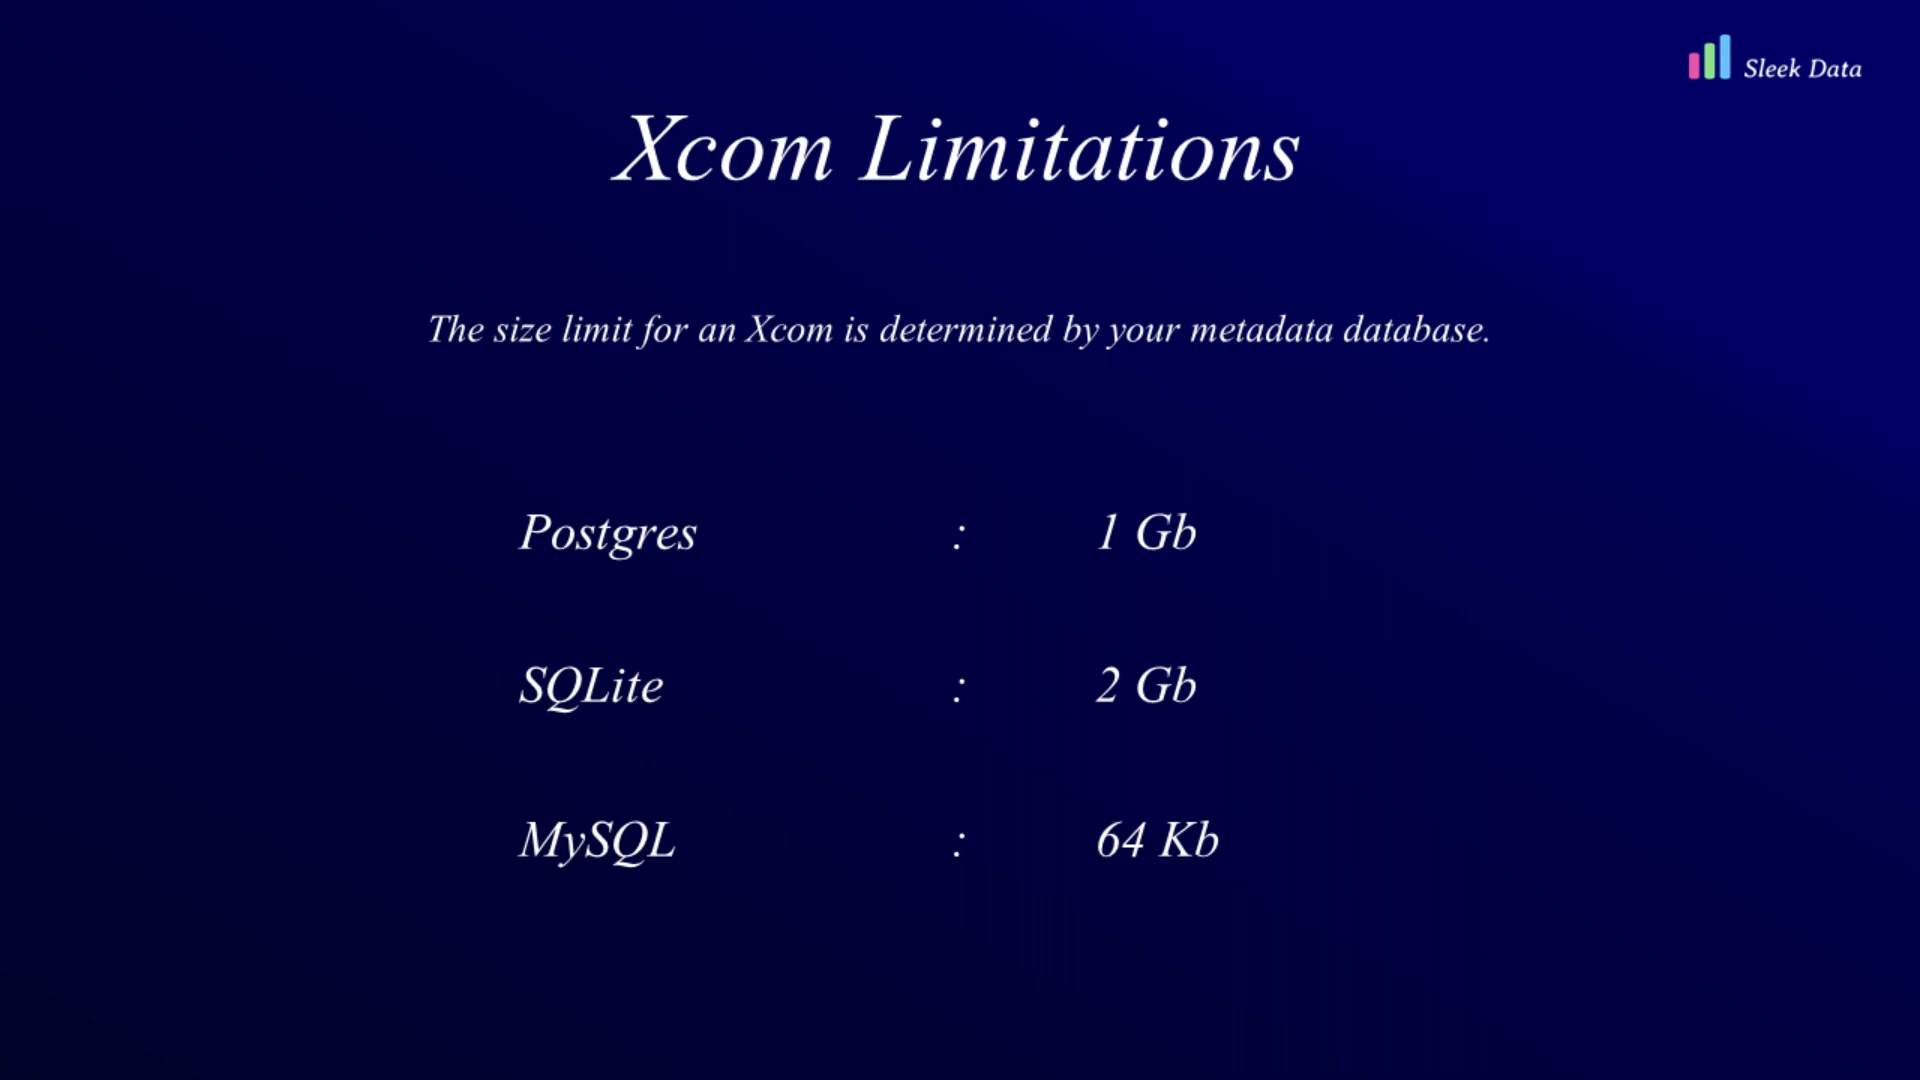 Sleek Data
Xcom Limitations
The size limit for an Xcom is determined by your metadata database.
Postgres : 1 Gb
SQLite : 2 Gb
MySQL : 64 Kb